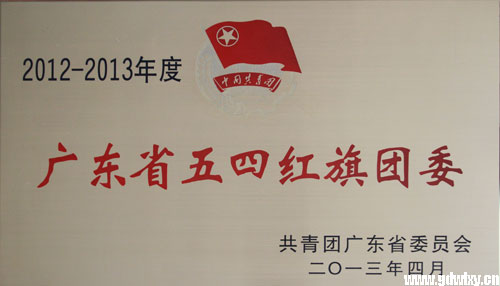 2012-2013年度
中国共青团
广东省五四红旗团委
共青团广东省委员会
二〇一三年四月
www.gdwlxy.cn